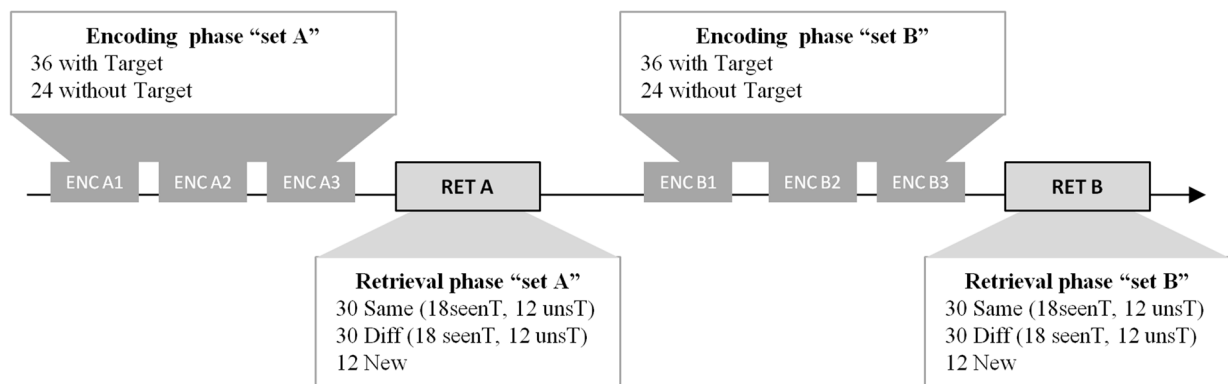 Encoding phase “set A”
36 with Target
24 without Target
Encoding phase “set B”
36 with Target
24 without Target
ENC A1
ENC A2
ENC A3
RET A
ENC B1
ENC B2
ENC B3
RET B
Retrieval phase “set A”
30 Same (18seenT, 12 unsT)
30 Diff (18 seenT, 12 unsT)
12 New
Retrieval phase “set B”
30 Same (18seenT, 12 unsT)
30 Diff (18 seenT, 12 unsT)
12 New